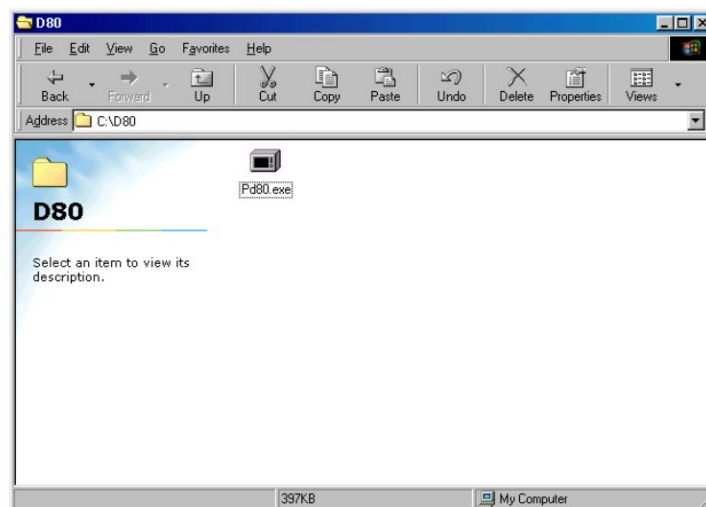 D80
File Edit View Go Favorites Help
Back Forward Up Cut Copy Paste Undo Delete Properties Views
Address C:\D80
Pd80.exe
D80
Select an item to view its
description.
397KB My Computer